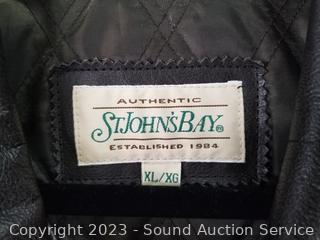 AUTHENTIC
ST.JOHN'S BAY®
ESTABLISHED 1984
XL/XG
Copyright 2023 - Sound Auction Service